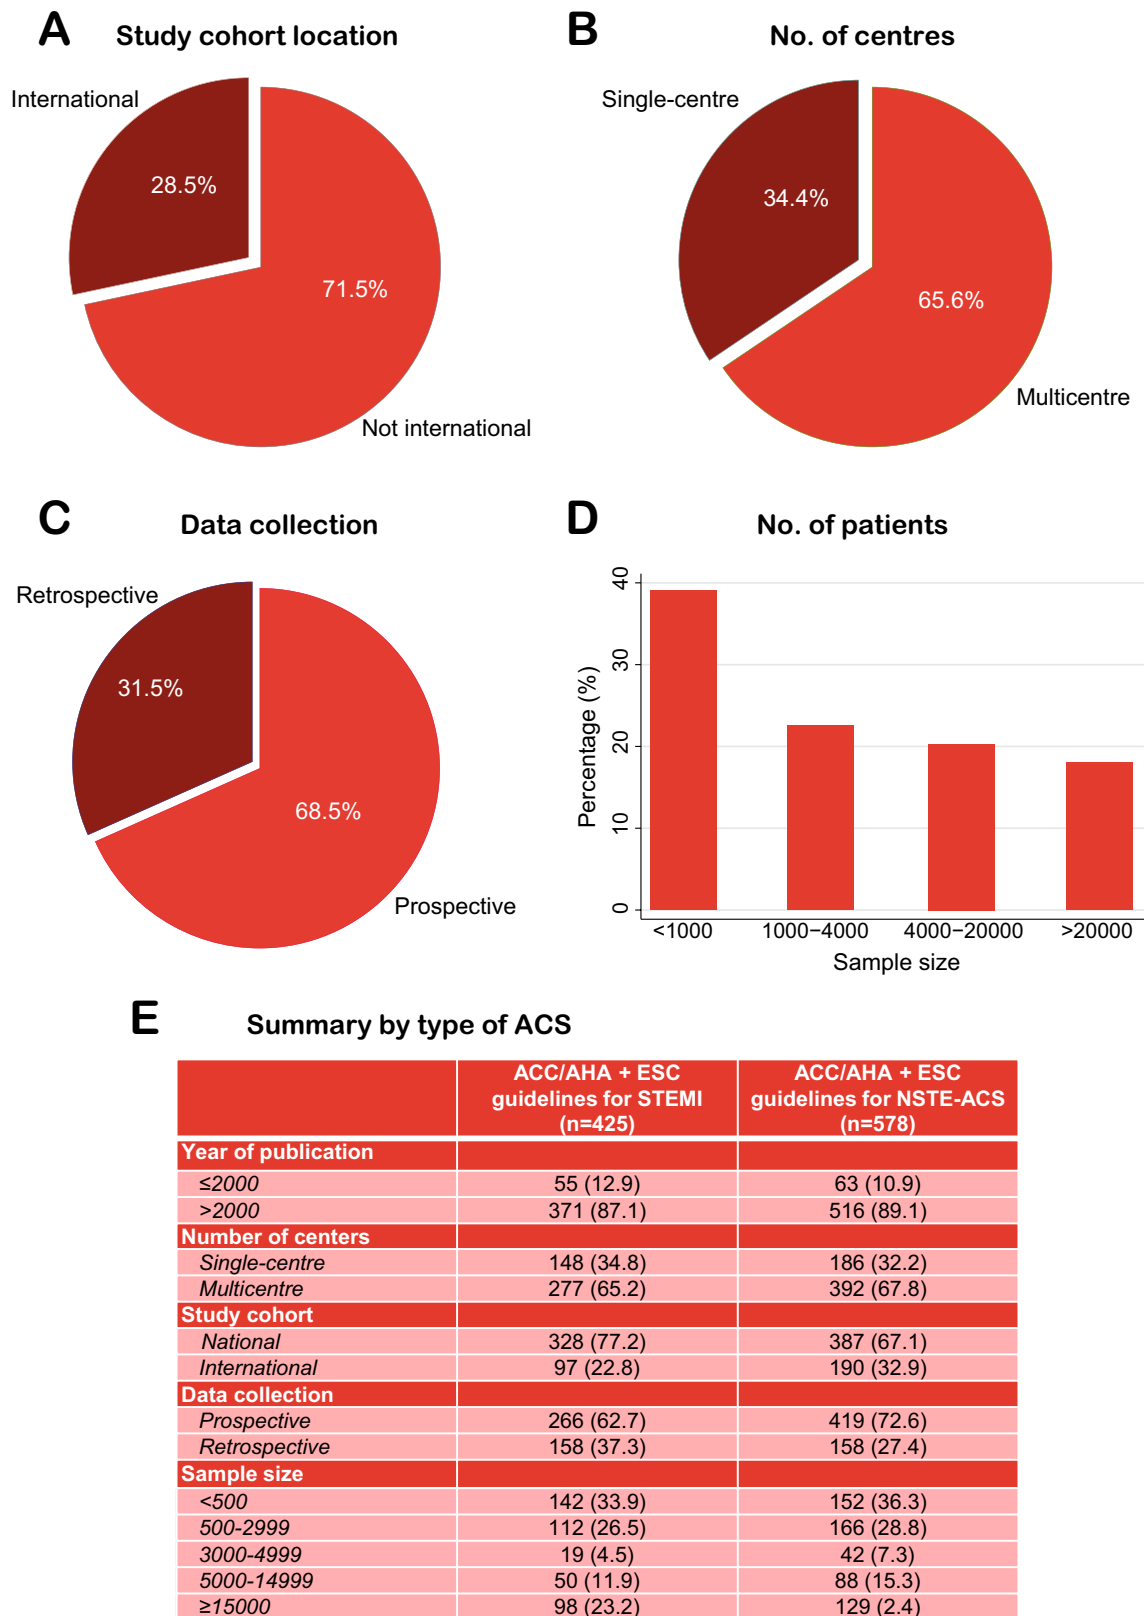 A Study cohort location
International
28.5%
71.5%
Not international
B No. of centres
Single-centre
34.4%
65.6%
Multicentre
C Data collection
Retrospective
31.5%
68.5%
Prospective
D No. of patients
Percentage (%)
40
30
20
10
0
<1000 1000−4000 4000−20000 >20000
Sample size
E Summary by type of ACS
ACC/AHA + ESC
guidelines for STEMI
(n=425)
ACC/AHA + ESC
guidelines for NSTE-ACS
(n=578)
Year of publication
≤2000 55 (12.9) 63 (10.9)
>2000 371 (87.1) 516 (89.1)
Number of centers
Single-centre 148 (34.8) 186 (32.2)
Multicentre 277 (65.2) 392 (67.8)
Study cohort
National 328 (77.2) 387 (67.1)
International 97 (22.8) 190 (32.9)
Data collection
Prospective 266 (62.7) 419 (72.6)
Retrospective 158 (37.3) 158 (27.4)
Sample size
<500 142 (33.9) 152 (36.3)
500-2999 112 (26.5) 166 (28.8)
3000-4999 19 (4.5) 42 (7.3)
5000-14999 50 (11.9) 88 (15.3)
≥15000 98 (23.2) 129 (2.4)